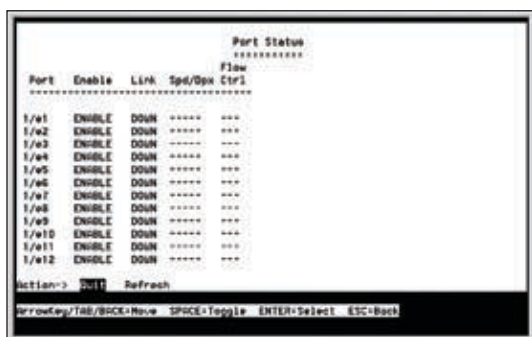 Port Status
***********
Flow
Port Enable Link Spd/Dpx Ctrl
-----------------------------------
1/e1 ENABLE DOWN ----- ---
1/e2 ENABLE DOWN ----- ---
1/e3 ENABLE DOWN ----- ---
1/e4 ENABLE DOWN ----- ---
1/e5 ENABLE DOWN ----- ---
1/e6 ENABLE DOWN ----- ---
1/e7 ENABLE DOWN ----- ---
1/e8 ENABLE DOWN ----- ---
1/e9 ENABLE DOWN ----- ---
1/e10 ENABLE DOWN ----- ---
1/e11 ENABLE DOWN ----- ---
1/e12 ENABLE DOWN ----- ---
Action-> Quit Refresh
ArrowKey/TAB/BACK=Move SPACE=Toggle ENTER=Select ESC=Back